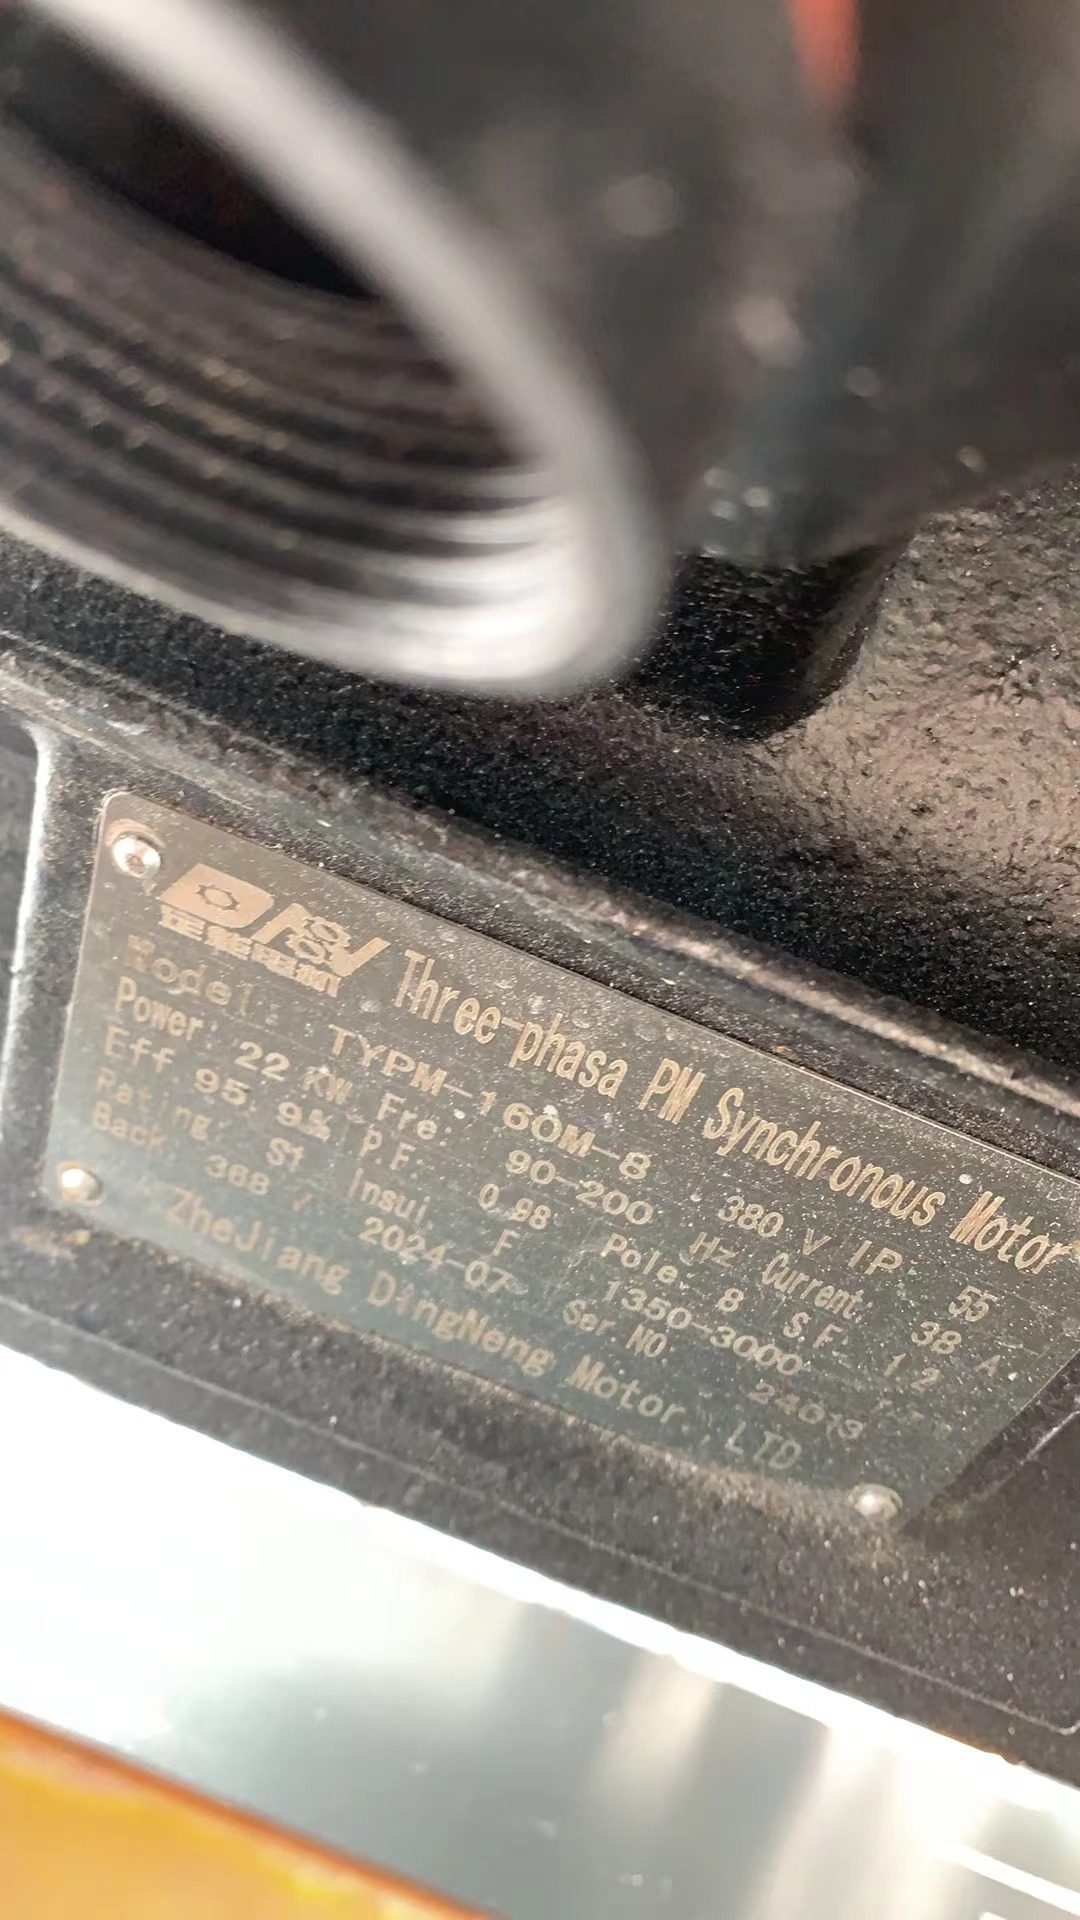 Three-phasa PM Synchronous Motor
Model: TYPM-160M-8 380 V IP 55
Power: 22 KW Fre: 90-200 Hz Current: 38 A
Eff 95.9% P.F. 0.98 Pole 8 S.F. 1.2
Rating: S1 Insul. F 1350-3000
Back: 368 V 2024-07 Ser.NO.
ZheJiang DingNeng Motor.,LTD